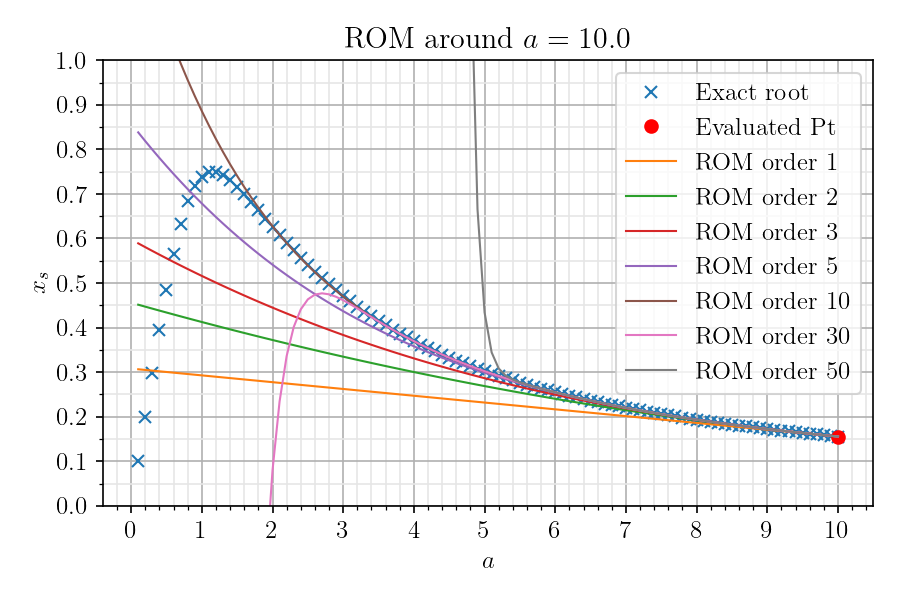 ROM around a = 10.0
1.0
0.9
0.8
0.7
0.6
0.5
0.4
0.3
0.2
0.1
0.0
x_s
Exact root
Evaluated Pt
ROM order 1
ROM order 2
ROM order 3
ROM order 5
ROM order 10
ROM order 30
ROM order 50
0 1 2 3 4 5 6 7 8 9 10
a